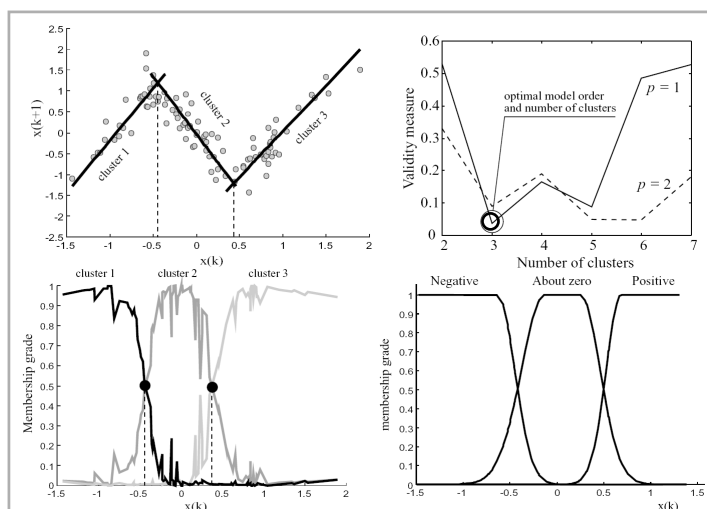 2.5
2
1.5
1
0.5
0
-0.5
-1
-1.5
-2
-2.5
x(k+1)
cluster 1
cluster 2
cluster 3
-1.5 -1 -0.5 0 0.5 1 1.5 2
x(k)
0.6
0.5
0.4
0.3
0.2
0.1
0
Validity measure
optimal model order
and number of clusters
p = 1
p = 2
2 3 4 5 6 7
Number of clusters
cluster 1 cluster 2 cluster 3
1
0.9
0.8
0.7
0.6
0.5
0.4
0.3
0.2
0.1
0
Membership grade
-1.5 -1 -0.5 0 0.5 1 1.5 2
x(k)
Negative About zero Positive
1
0.9
0.8
0.7
0.6
0.5
0.4
0.3
0.2
0.1
0
membership grade
-1.5 -1 -0.5 0 0.5 1 1.5
x(k)